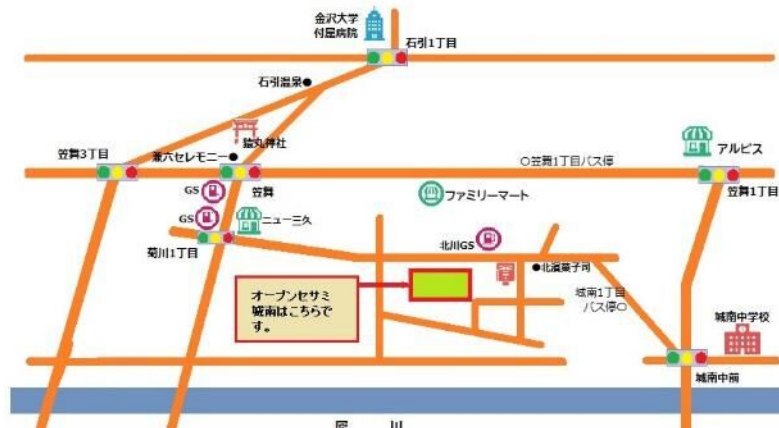 金沢大学
付属病院
石引1丁目
石引温泉●
猿丸神社
笠舞3丁目
兼六セレモニー●
○笠舞1丁目バス停
アルビス
笠舞
笠舞1丁目
GS
ファミリーマート
GS
ニュー三久
菊川1丁目
北川GS
●北濱菓子司
オープンセサミ
城南はこちらで
す。
城南1丁目
バス停○
城南中学校
城南中前
犀 川